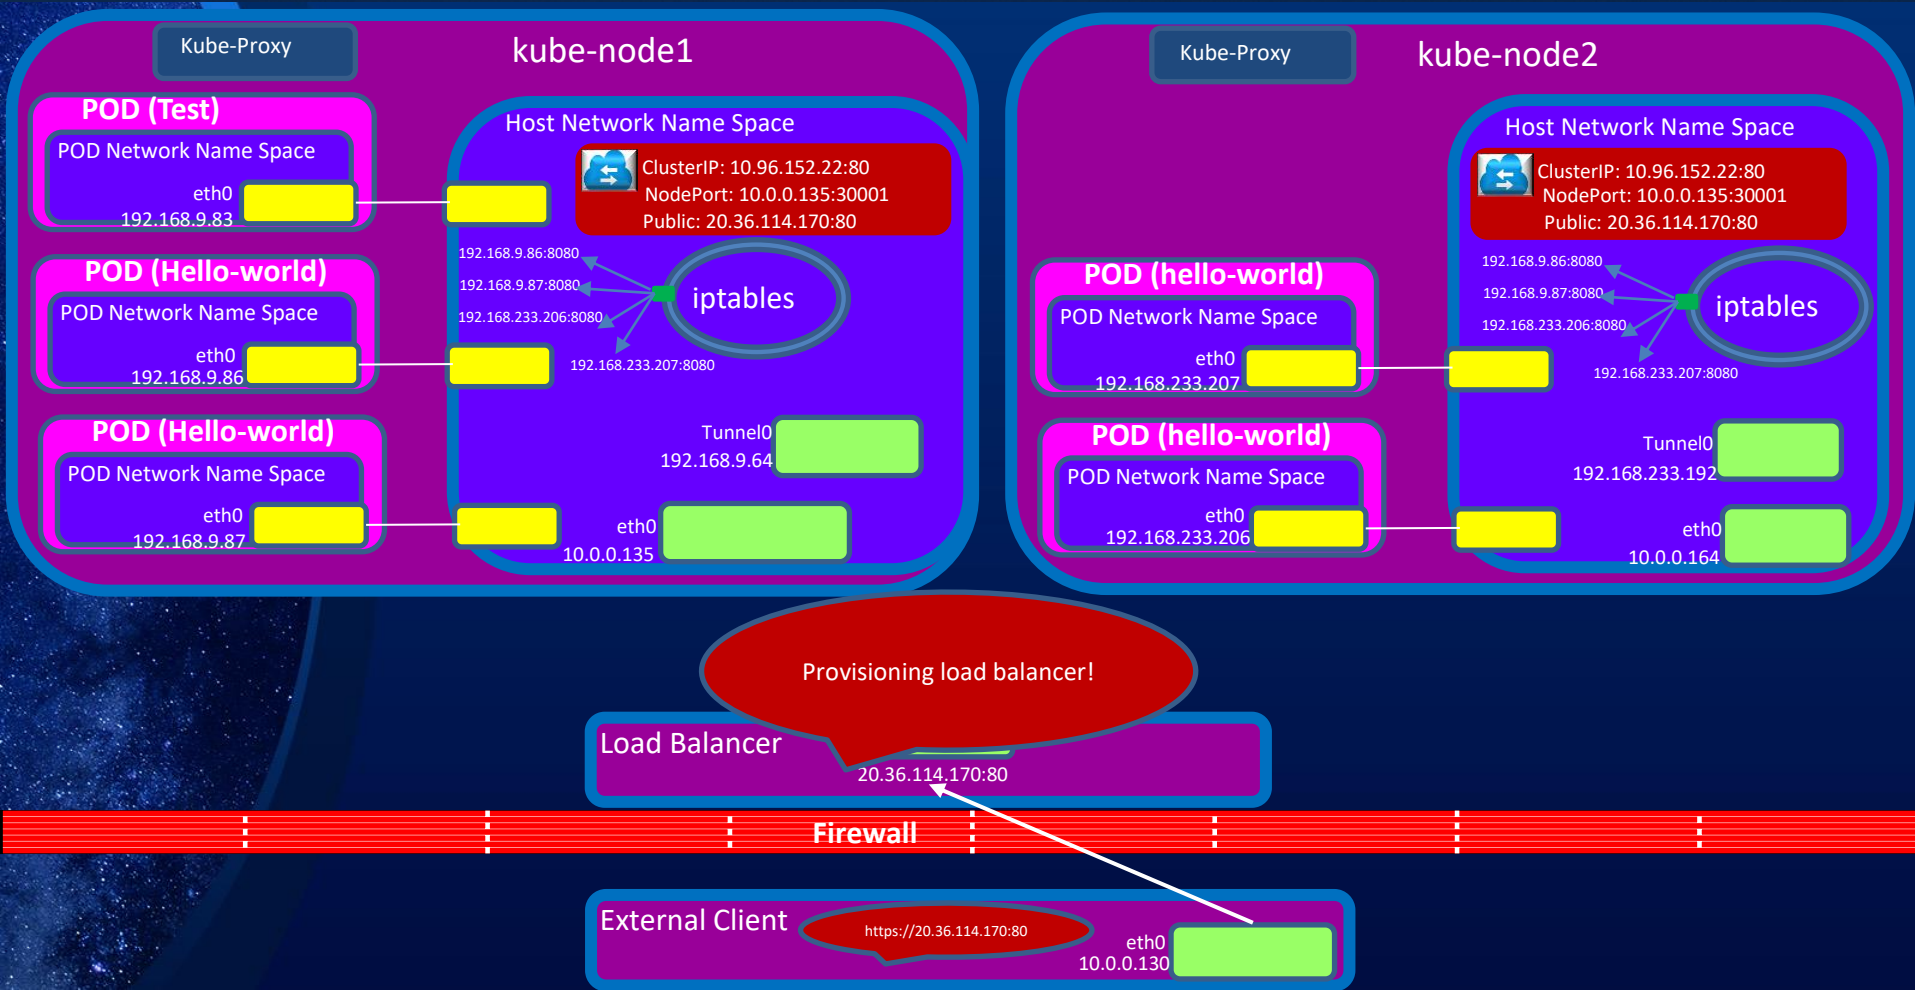 Kube-Proxy
kube-node1
POD (Test)
POD Network Name Space
eth0
192.168.9.83
POD (Hello-world)
POD Network Name Space
eth0
192.168.9.86
POD (Hello-world)
POD Network Name Space
eth0
192.168.9.87
Host Network Name Space
ClusterIP: 10.96.152.22:80
NodePort: 10.0.0.135:30001
Public: 20.36.114.170:80
192.168.9.86:8080
192.168.9.87:8080
192.168.233.206:8080
192.168.233.207:8080
iptables
Tunnel0
192.168.9.64
eth0
10.0.0.135
Kube-Proxy
kube-node2
POD (hello-world)
POD Network Name Space
eth0
192.168.233.207
POD (hello-world)
POD Network Name Space
eth0
192.168.233.206
Host Network Name Space
ClusterIP: 10.96.152.22:80
NodePort: 10.0.0.135:30001
Public: 20.36.114.170:80
192.168.9.86:8080
192.168.9.87:8080
192.168.233.206:8080
192.168.233.207:8080
iptables
Tunnel0
192.168.233.192
eth0
10.0.0.164
Provisioning load balancer!
Load Balancer
20.36.114.170:80
Firewall
External Client
https://20.36.114.170:80
eth0
10.0.0.130